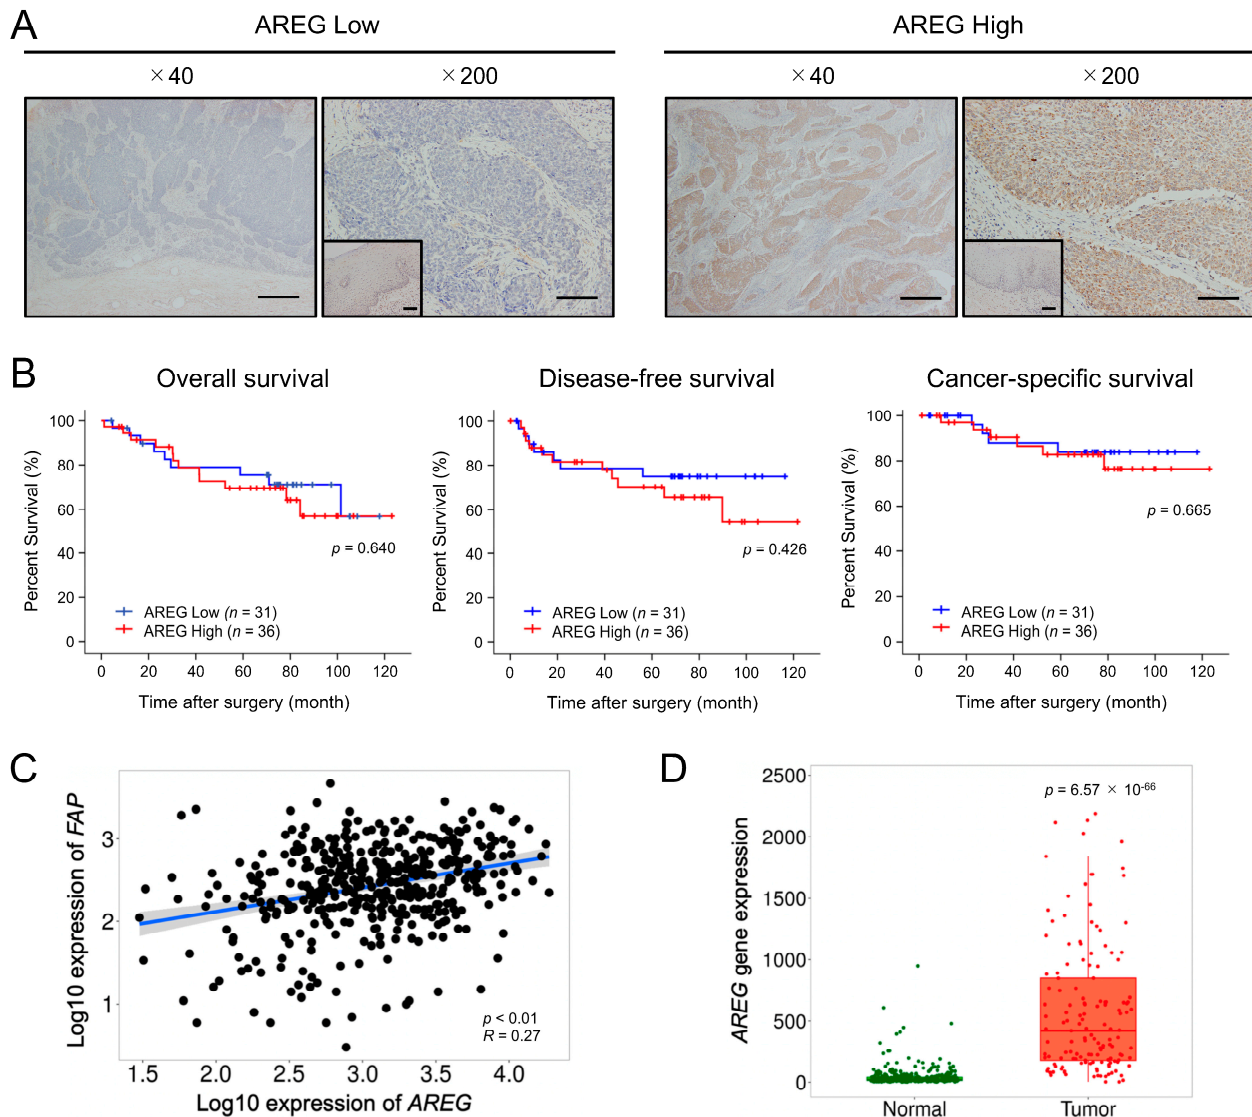 A
AREG Low
AREG High
×40
×200
×40
×200
B
Overall survival
Disease-free survival
Cancer-specific survival
Percent Survival (%)
100
80
60
40
20
0
p = 0.640
AREG Low (n = 31)
AREG High (n = 36)
0 20 40 60 80 100 120
Time after surgery (month)
Percent Survival (%)
100
80
60
40
20
0
p = 0.426
AREG Low (n = 31)
AREG High (n = 36)
0 20 40 60 80 100 120
Time after surgery (month)
Percent Survival (%)
100
80
60
40
20
0
p = 0.665
AREG Low (n = 31)
AREG High (n = 36)
0 20 40 60 80 100 120
Time after surgery (month)
C
Log10 expression of FAP
3
2
1
p < 0.01
R = 0.27
1.5 2.0 2.5 3.0 3.5 4.0
Log10 expression of AREG
D
AREG gene expression
2500
2000
1500
1000
500
0
p = 6.57 × 10-66
Normal
Tumor